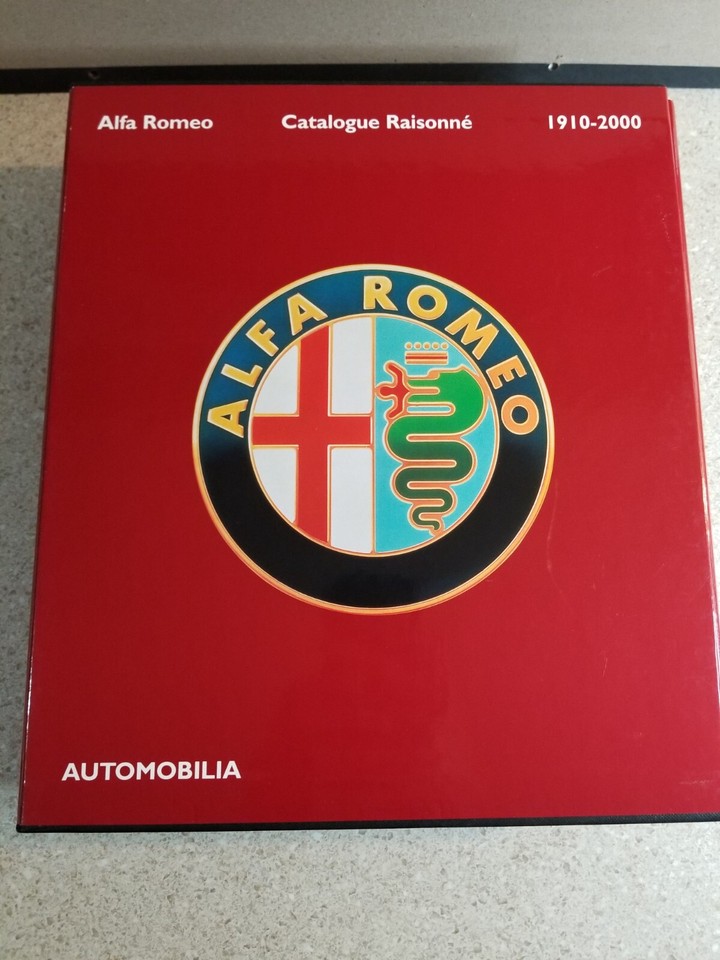 Alfa Romeo Catalogue Raisonné 1910-2000
ALFA ROMEO
AUTOMOBILIA